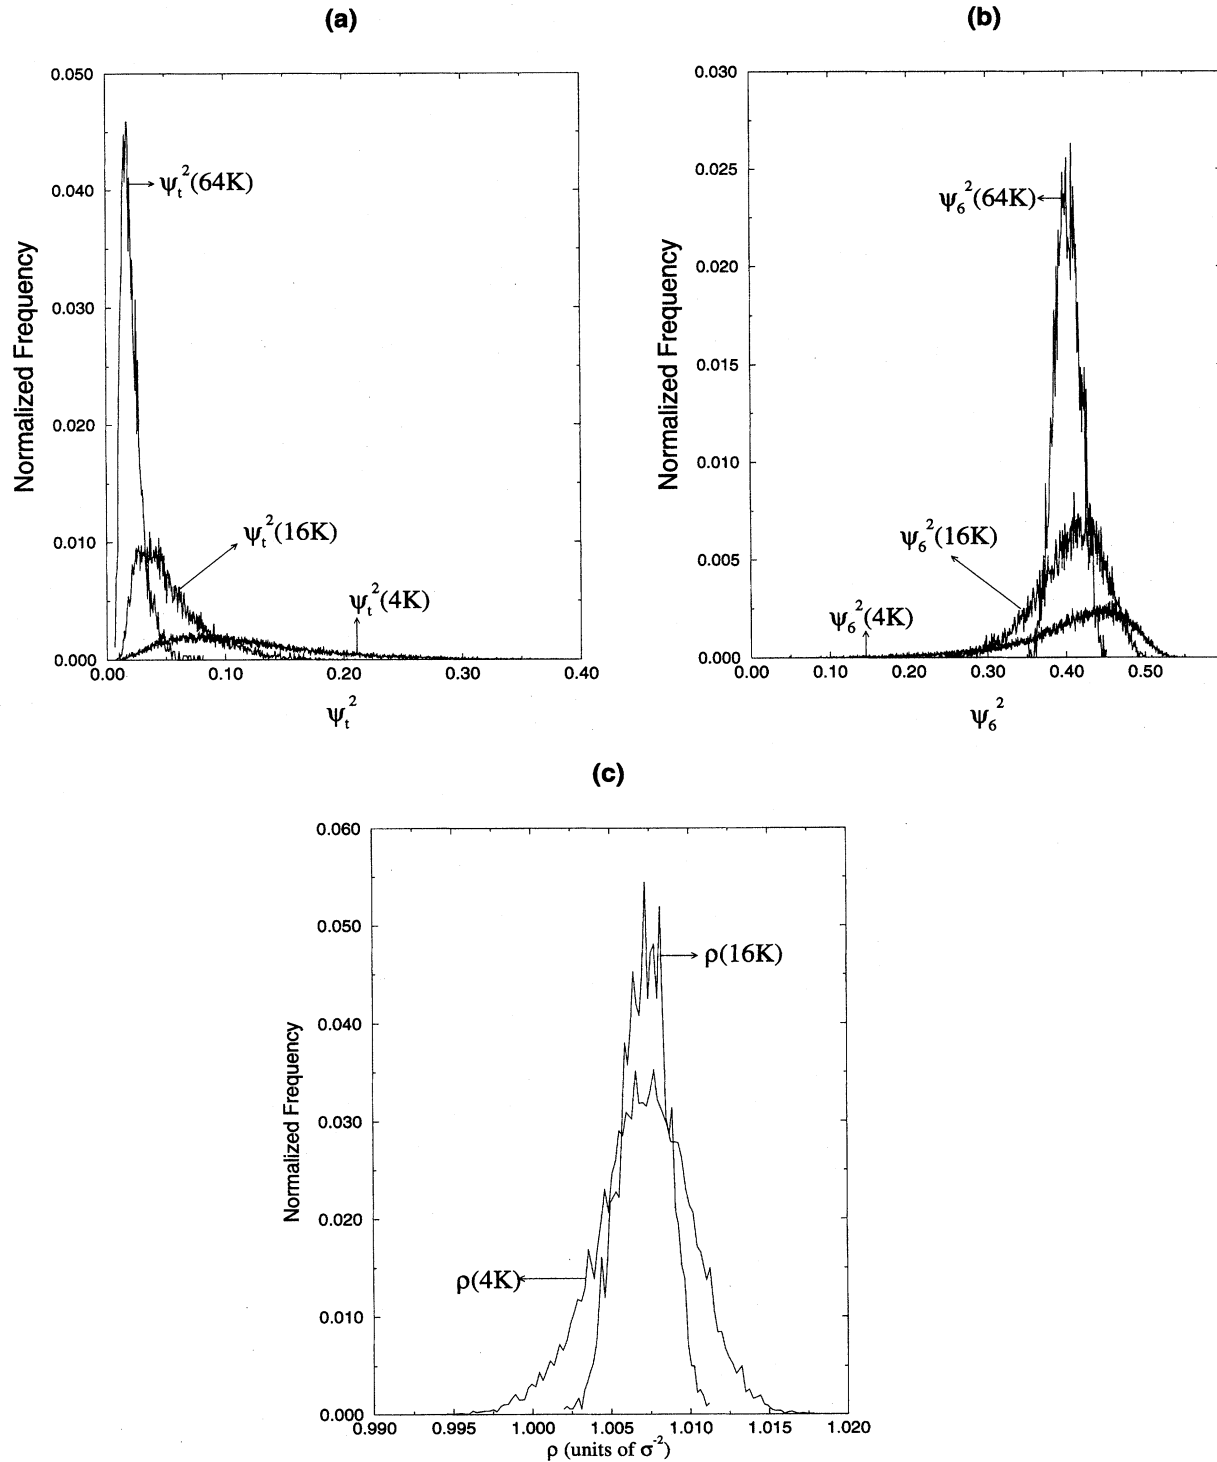 (a)
0.050
0.040
0.030
0.020
0.010
0.000
0.00 0.10 0.20 0.30 0.40
Normalized Frequency
ψt²
ψt²(64K)
ψt²(16K)
ψt²(4K)
(b)
0.030
0.025
0.020
0.015
0.010
0.005
0.000
0.00 0.10 0.20 0.30 0.40 0.50
Normalized Frequency
ψ6²
ψ6²(64K)
ψ6²(16K)
ψ6²(4K)
(c)
0.060
0.050
0.040
0.030
0.020
0.010
0.000
0.990 0.995 1.000 1.005 1.010 1.015 1.020
Normalized Frequency
ρ (units of σ⁻²)
ρ(16K)
ρ(4K)